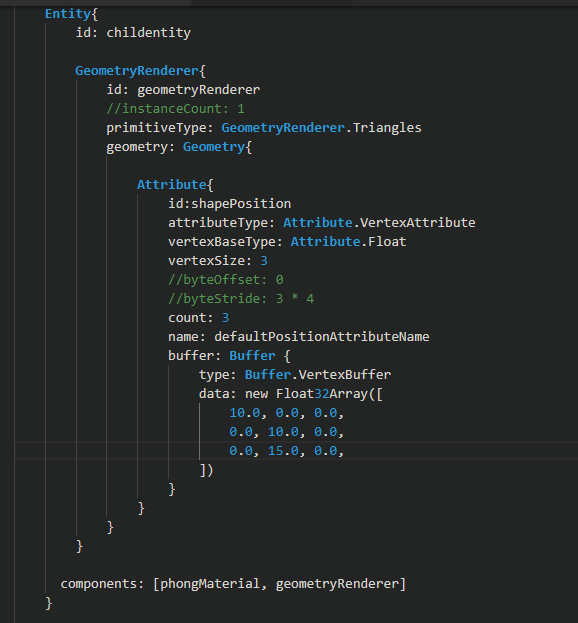 Entity{
id: childentity
GeometryRenderer{
id: geometryRenderer
//instanceCount: 1
primitiveType: GeometryRenderer.Triangles
geometry: Geometry{
Attribute{
id:shapePosition
attributeType: Attribute.VertexAttribute
vertexBaseType: Attribute.Float
vertexSize: 3
//byteOffset: 0
//byteStride: 3 * 4
count: 3
name: defaultPositionAttributeName
buffer: Buffer {
type: Buffer.VertexBuffer
data: new Float32Array([
10.0, 0.0, 0.0,
0.0, 10.0, 0.0,
0.0, 15.0, 0.0,
])
}
}
}
}
components: [phongMaterial, geometryRenderer]
}